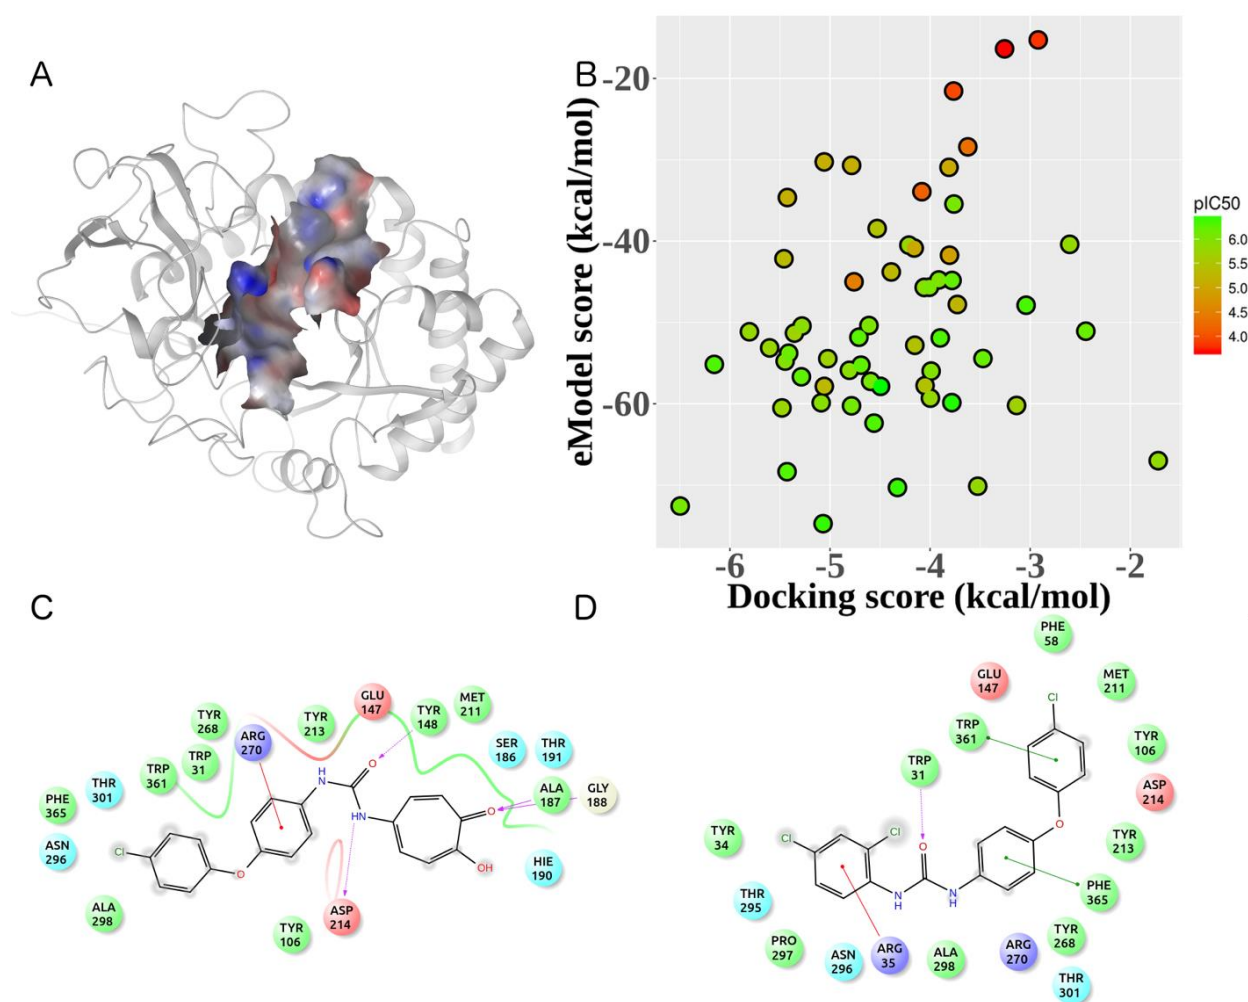 A
B
-20
-40
-60
eModel score (kcal/mol)
-6
-5
-4
-3
-2
Docking score (kcal/mol)
pIC50
6.0
5.5
5.0
4.5
4.0
C
GLU
147
TYR
148
MET
211
TYR
268
TYR
213
ARG
270
SER
186
THR
191
TRP
31
TRP
361
THR
301
ALA
187
GLY
188
PHE
365
ASN
296
HIE
190
ALA
298
ASP
214
TYR
106
H
N
O
HN
O
OH
Cl
O
D
PHE
58
GLU
147
MET
211
TRP
361
TYR
106
TRP
31
ASP
214
TYR
34
TYR
213
THR
295
PHE
365
PRO
297
ASN
296
ARG
35
ALA
298
ARG
270
TYR
268
THR
301
Cl
O
Cl
Cl
O
N
H
N
H